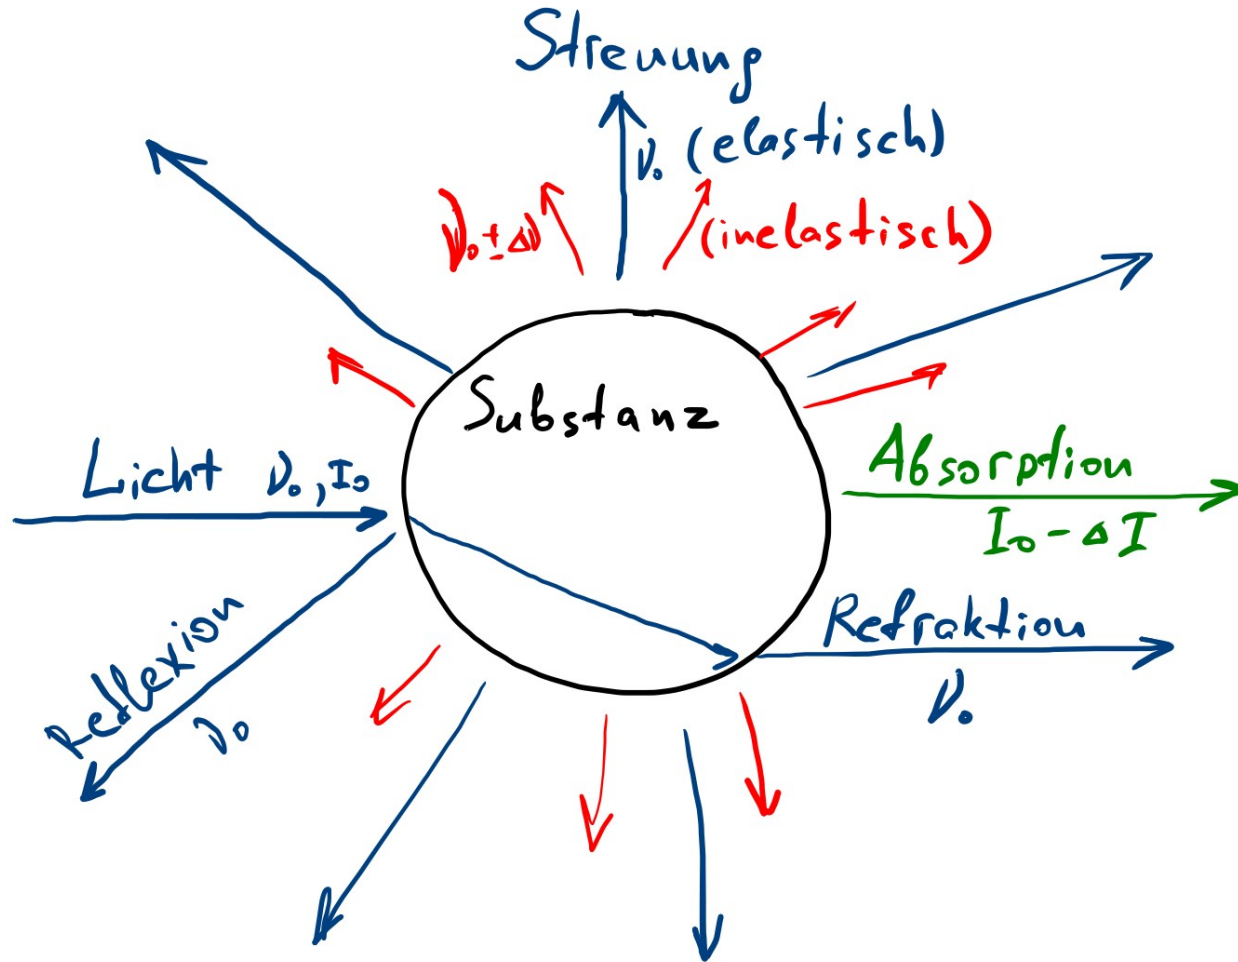 Streuung
ν₀ (elastisch)
ν₀ ± Δν
(inelastisch)
Substanz
Licht ν₀, I₀
Absorption
I₀ - ΔI
Reflexion
ν₀
Refraktion
ν₀